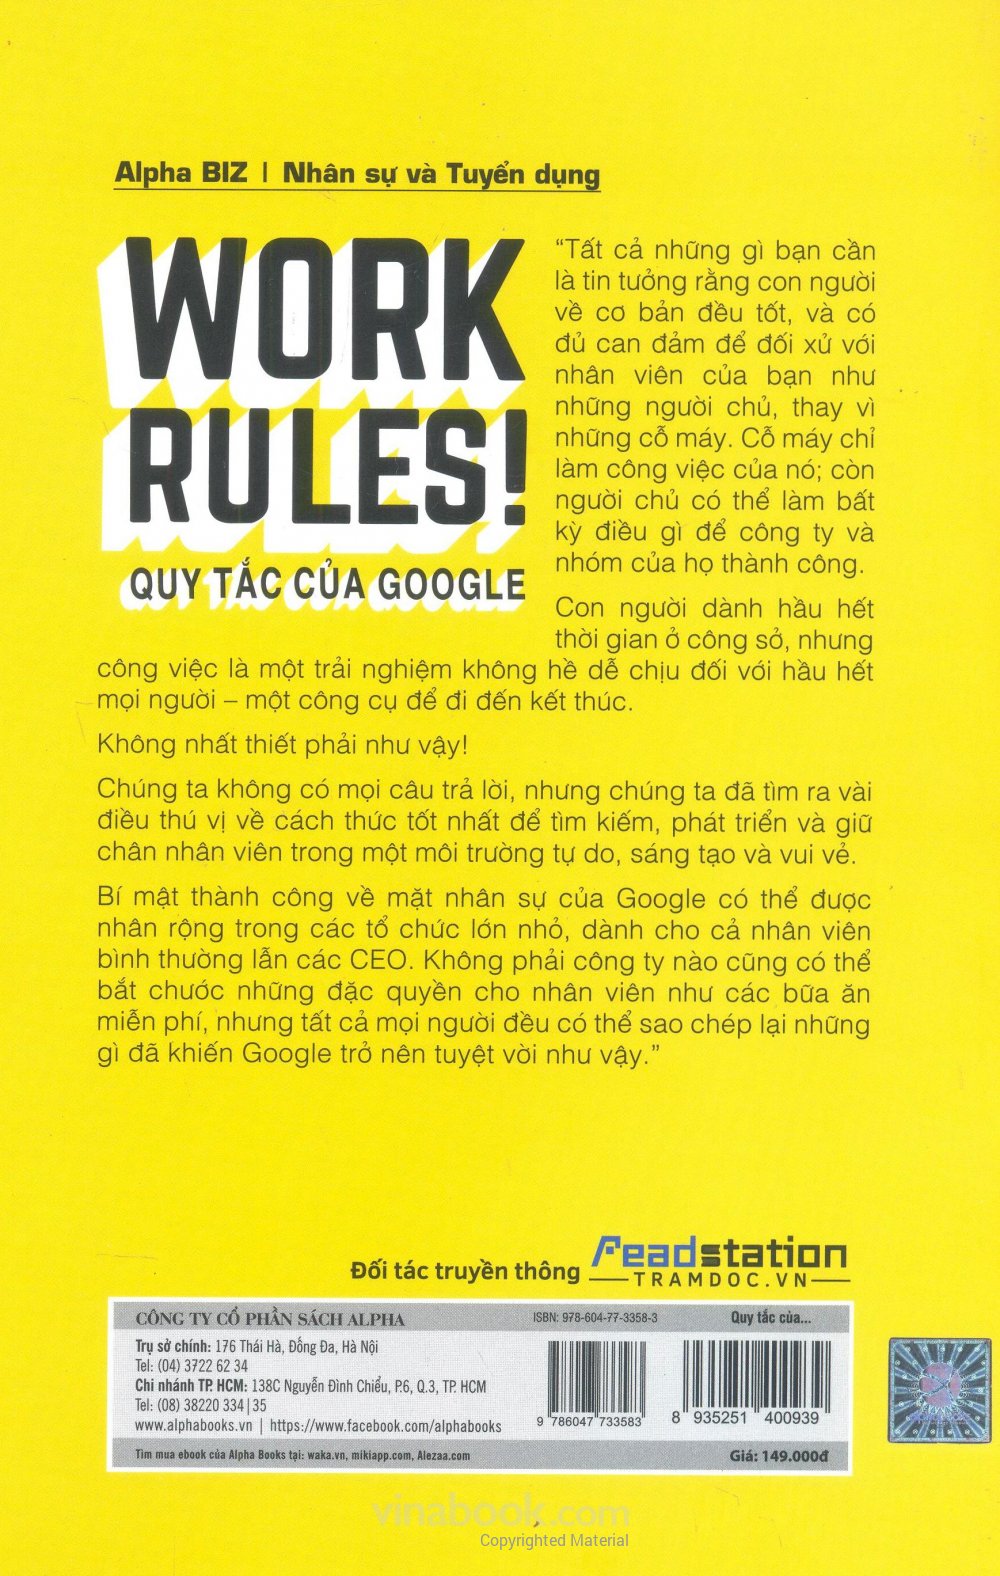 Alpha BIZ | Nhân sự và Tuyển dụng
WORK
RULES!
QUY TẮC CỦA GOOGLE
“Tất cả những gì bạn cần
là tin tưởng rằng con người
về cơ bản đều tốt, và có
đủ can đảm để đối xử với
nhân viên của bạn như
những người chủ, thay vì
những cỗ máy. Cỗ máy chỉ
làm công việc của nó; còn
người chủ có thể làm bất
kỳ điều gì để công ty và
nhóm của họ thành công.
Con người dành hầu hết
thời gian ở công sở, nhưng
công việc là một trải nghiệm không hề dễ chịu đối với hầu hết
mọi người – một công cụ để đi đến kết thúc.
Không nhất thiết phải như vậy!
Chúng ta không có mọi câu trả lời, nhưng chúng ta đã tìm ra vài
điều thú vị về cách thức tốt nhất để tìm kiếm, phát triển và giữ
chân nhân viên trong một môi trường tự do, sáng tạo và vui vẻ.
Bí mật thành công về mặt nhân sự của Google có thể được
nhân rộng trong các tổ chức lớn nhỏ, dành cho cả nhân viên
bình thường lẫn các CEO. Không phải công ty nào cũng có thể
bắt chước những đặc quyền cho nhân viên như các bữa ăn
miễn phí, nhưng tất cả mọi người đều có thể sao chép lại những
gì đã khiến Google trở nên tuyệt vời như vậy.”
Đối tác truyền thông
Readstation
TRAMDOC.VN
CÔNG TY CỔ PHẦN SÁCH ALPHA
Trụ sở chính: 176 Thái Hà, Đống Đa, Hà Nội
Tel: (04) 3722 62 34
Chi nhánh TP. HCM: 138C Nguyễn Đình Chiểu, P.6, Q.3, TP. HCM
Tel: (08) 38220 334 | 35
www.alphabooks.vn | https://www.facebook.com/alphabooks
Tìm mua ebook của Alpha Books tại: waka.vn, mikiapp.com, Alezaa.com
ISBN: 978-604-77-3358-3
9 786047 733583
Quy tắc của...
8 935251 400939
Giá: 149.000đ
vinabook.com
Copyrighted Material